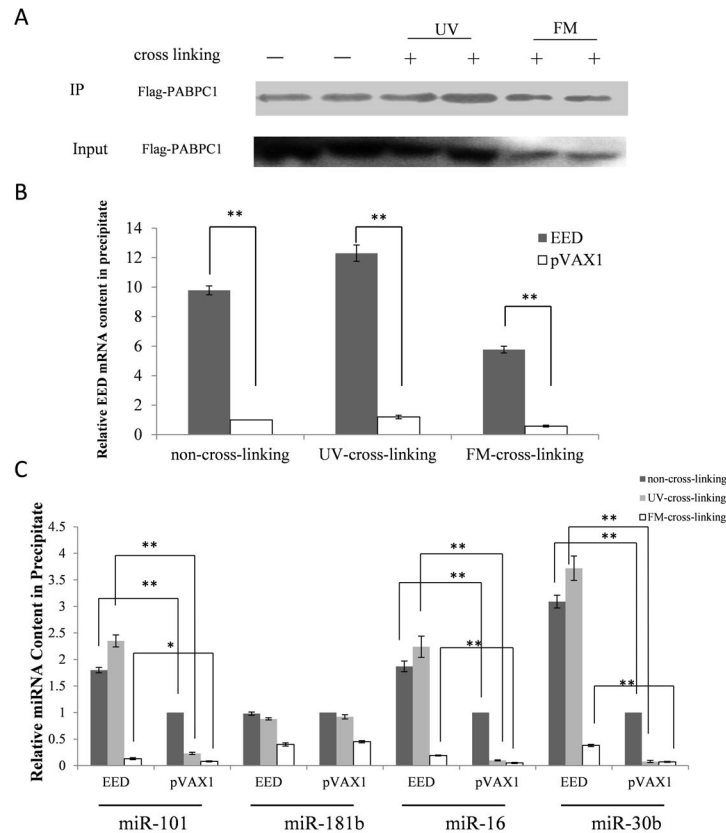 A
UV FM
cross linking — — + + + +
IP Flag-PABPC1
Input Flag-PABPC1
B
Relative EED mRNA content in precipitate
14
12
10
8
6
4
2
0
** ** **
EED
pVAX1
non-cross-linking UV-cross-linking FM-cross-linking
C
Relative miRNA Content in Precipitate
non-cross-linking
UV-cross-linking
FM-cross-linking
4.5
4
3.5
3
2.5
2
1.5
1
0.5
0
** ** **
** ** **
* ** **
EED pVAX1 EED pVAX1 EED pVAX1 EED pVAX1
miR-101 miR-181b miR-16 miR-30b